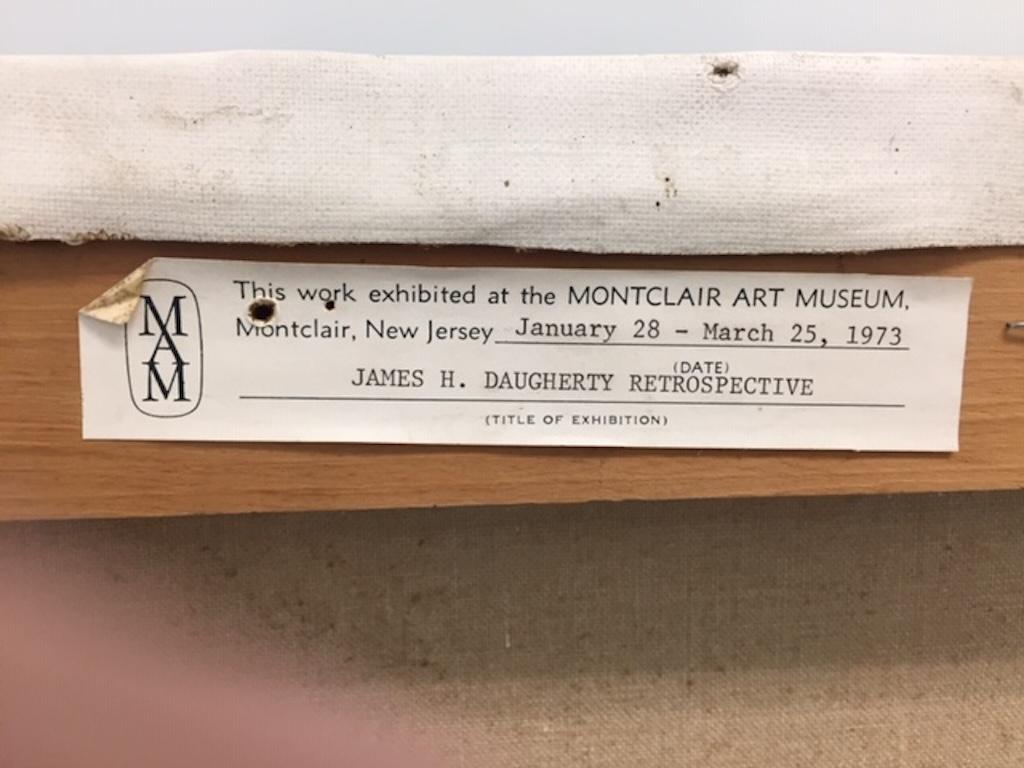 MAM
This work exhibited at the MONTCLAIR ART MUSEUM,
Montclair, New Jersey January 28 - March 25, 1973
(DATE)
JAMES H. DAUGHERTY RETROSPECTIVE
(TITLE OF EXHIBITION)